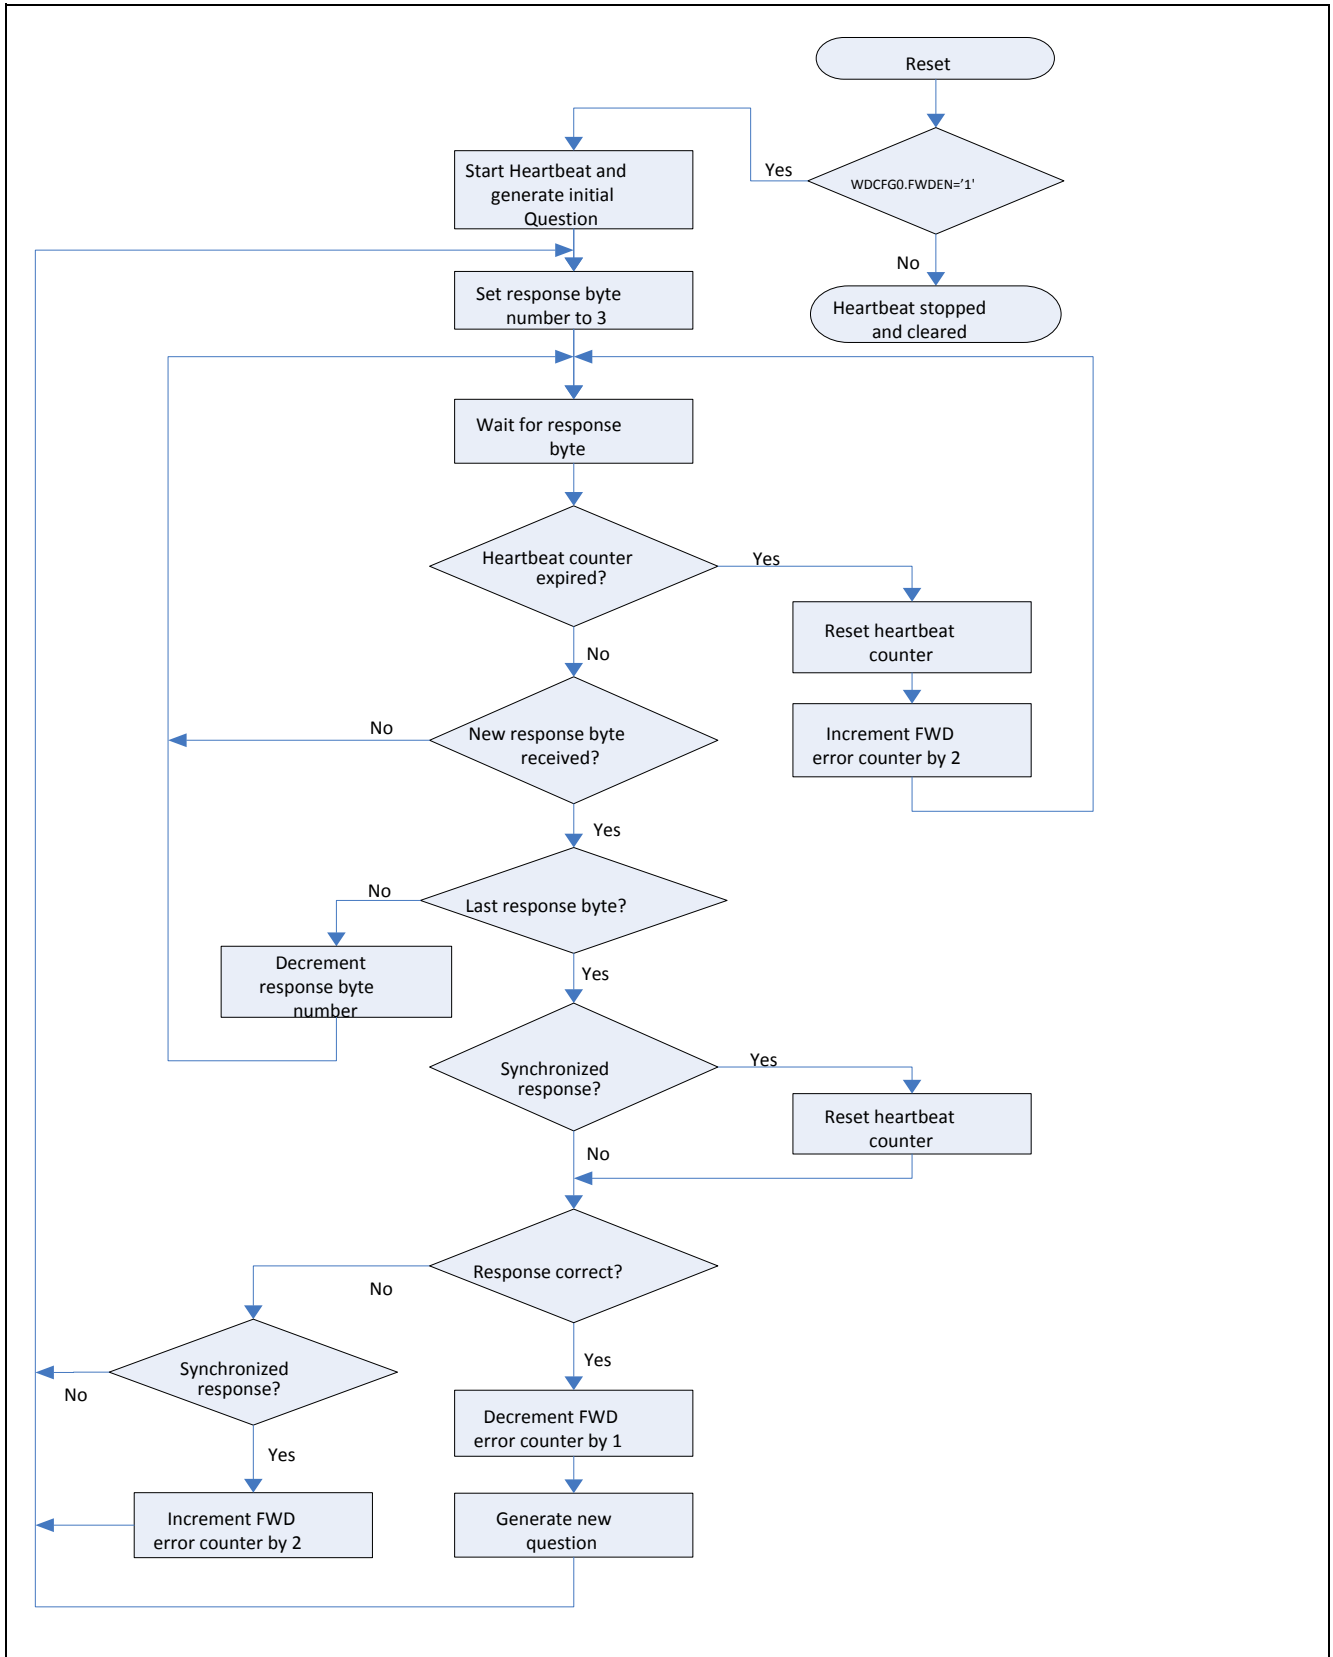 Reset
Yes
WDCFG0.FWDEN='1'
Start Heartbeat and
generate initial
Question
No
Heartbeat stopped
and cleared
Set response byte
number to 3
Wait for response
byte
Heartbeat counter
expired?
Yes
Reset heartbeat
counter
No
Increment FWD
error counter by 2
New response byte
received?
No
Yes
Last response byte?
No
Decrement
response byte
number
Yes
Synchronized
response?
Yes
Reset heartbeat
counter
No
Response correct?
No
Synchronized
response?
No
Yes
Decrement FWD
error counter by 1
Yes
Increment FWD
error counter by 2
Generate new
question